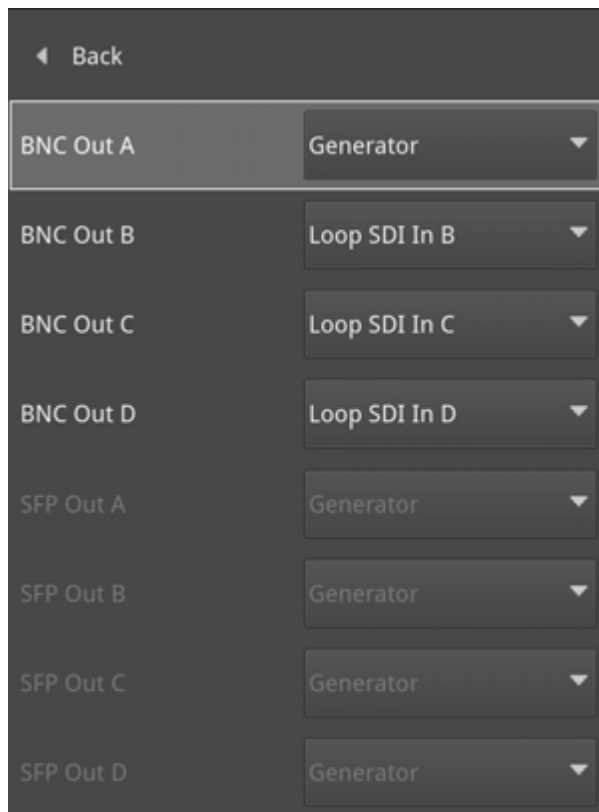 Back
BNC Out A Generator
BNC Out B Loop SDI In B
BNC Out C Loop SDI In C
BNC Out D Loop SDI In D
SFP Out A Generator
SFP Out B Generator
SFP Out C Generator
SFP Out D Generator